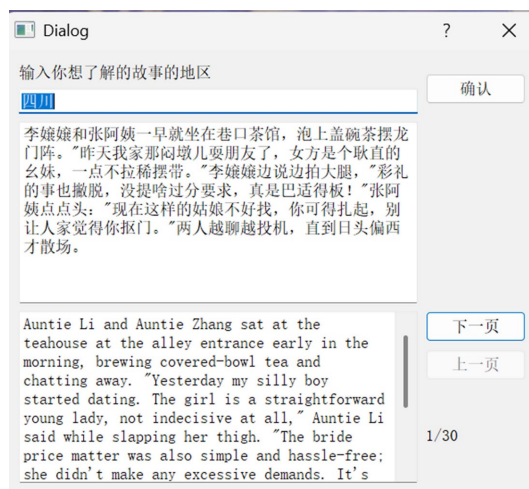 Dialog
?
输入你想了解的故事的地区
确认
四川
李嬢嬢和张阿姨一早就坐在巷口茶馆，泡上盖碗茶摆龙
门阵。"昨天我家那闷墩儿耍朋友了，女方是个耿直的
幺妹，一点不拉稀摆带。"李嬢嬢边说边拍大腿，"彩礼
的事也撇脱，没提啥过分要求，真是巴适得板！"张阿
姨点点头："现在这样的姑娘不好找，你可得扎起，别
让人家觉得你抠门。"两人越聊越投机，直到日头偏西
才散场。
Auntie Li and Auntie Zhang sat at the
teahouse at the alley entrance early in the
morning, brewing covered-bowl tea and
chatting away. "Yesterday my silly boy
started dating. The girl is a straightforward
young lady, not indecisive at all," Auntie Li
said while slapping her thigh. "The bride
price matter was also simple and hassle-free;
she didn't make any excessive demands. It's
下一页
上一页
1/30